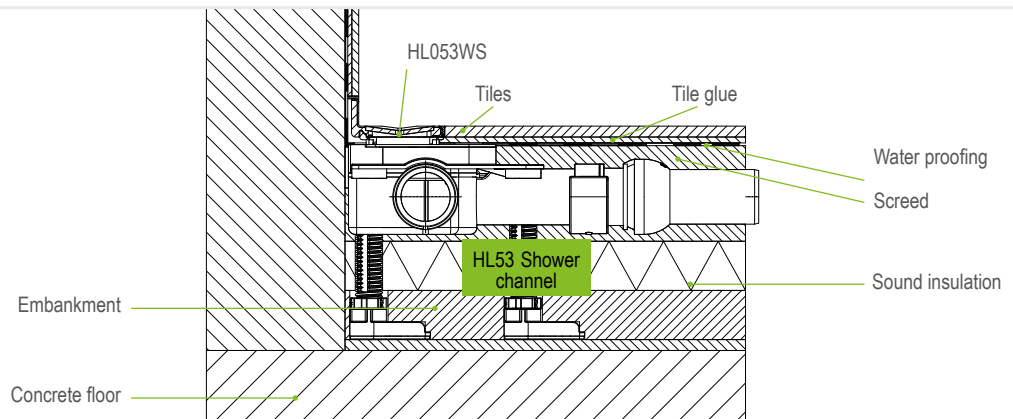 HL053WS
Tiles
Tile glue
Water proofing
Screed
HL53 Shower
channel
Sound insulation
Embankment
Concrete floor